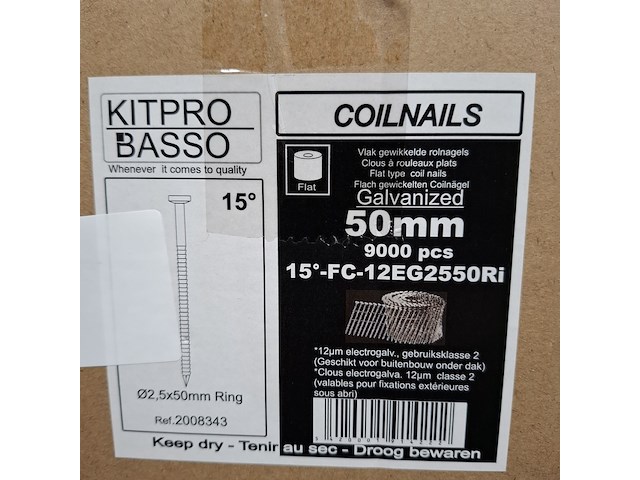 KITPRO
BASSO
Whenever it comes to quality
15°
Ø2,5x50mm Ring
Ref.2008343
COILNAILS
Flat
Vlak gewikkelde rolnagels
Clous à rouleaux plats
Flat type coil nails
Flach gewickelten Coilnägel
Galvanized
50mm
9000 pcs
15°-FC-12EG2550Ri
*12µm electrogalv., gebruiksklasse 2
(Geschikt voor buitenbouw onder dak)
*Clous electrogalva. 12µm classe 2
(valables pour fixations extérieures
sous abri)
Keep dry - Tenir au sec - Droog bewaren